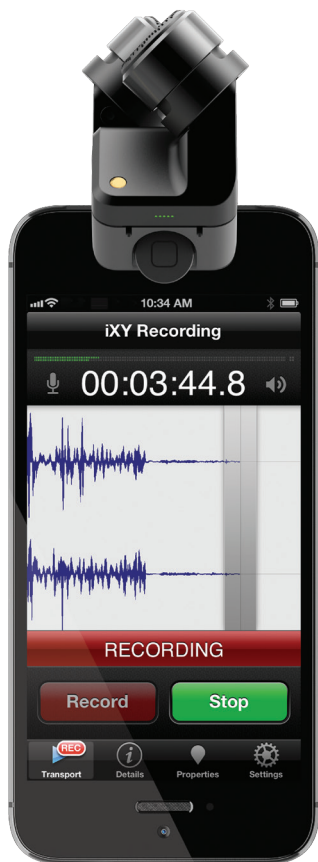 10:34 AM
iXY Recording
00:03:44.8
RECORDING
Record Stop
REC
Transport Details Properties Settings